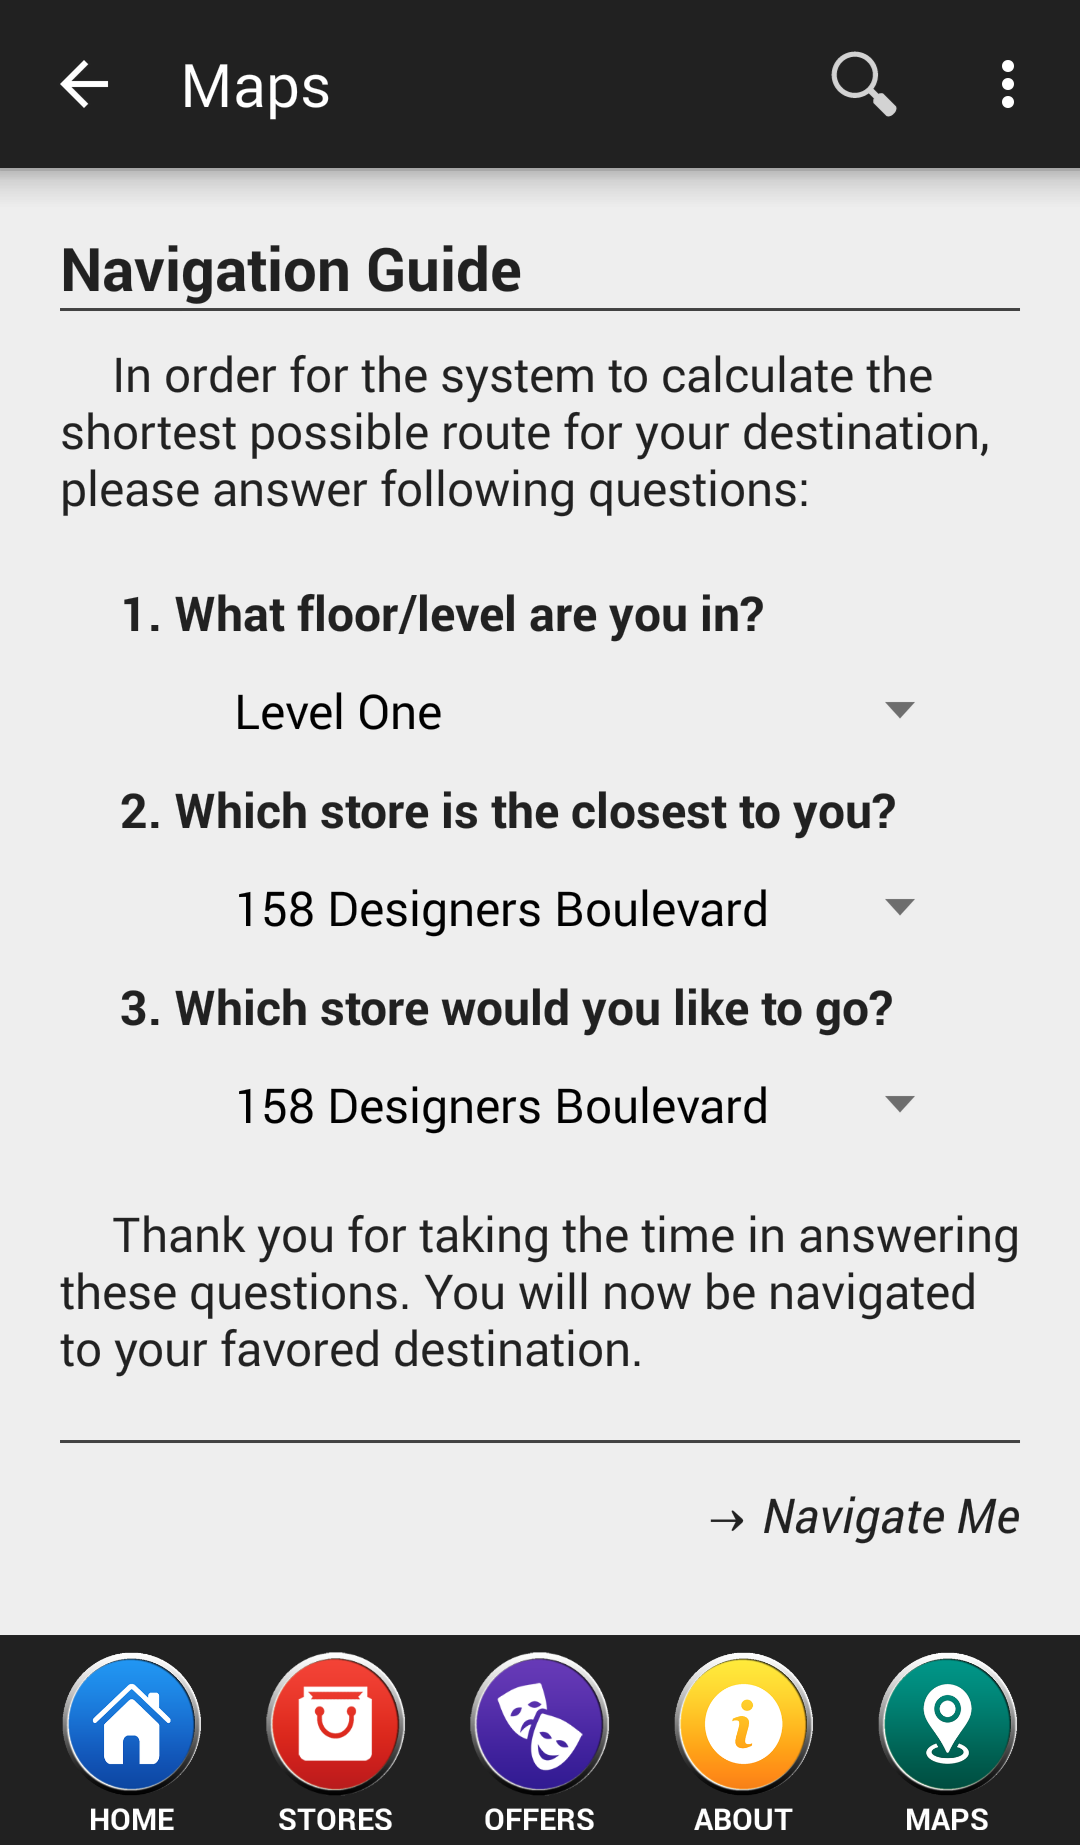 Maps
Navigation Guide
In order for the system to calculate the
shortest possible route for your destination,
please answer following questions:
1. What floor/level are you in?
Level One
2. Which store is the closest to you?
158 Designers Boulevard
3. Which store would you like to go?
158 Designers Boulevard
Thank you for taking the time in answering
these questions. You will now be navigated
to your favored destination.
→ Navigate Me
HOME STORES OFFERS ABOUT MAPS